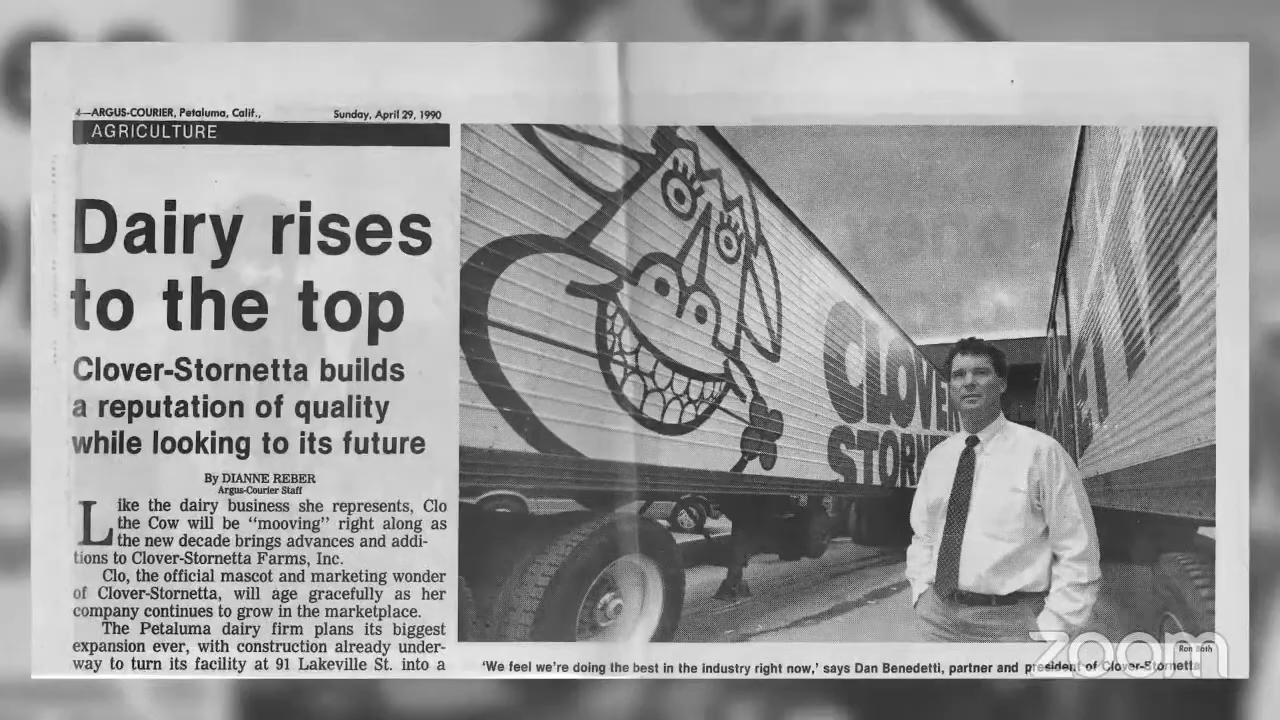 4—ARGUS-COURIER, Petaluma, Calif., Sunday, April 29, 1990
AGRICULTURE
Dairy rises
to the top
Clover-Stornetta builds
a reputation of quality
while looking to its future
By DIANNE REBER
Argus-Courier Staff
Like the dairy business she represents, Clo
the Cow will be “mooving” right along as
the new decade brings advances and addi-
tions to Clover-Stornetta Farms, Inc.
Clo, the official mascot and marketing wonder
of Clover-Stornetta, will age gracefully as her
company continues to grow in the marketplace.
The Petaluma dairy firm plans its biggest
expansion ever, with construction already under-
way to turn its facility at 91 Lakeville St. into a
CLOVER
STORN
Ron Bath
‘We feel we’re doing the best in the industry right now,’ says Dan Benedetti, partner and president of Clover-Stornetta
zoom